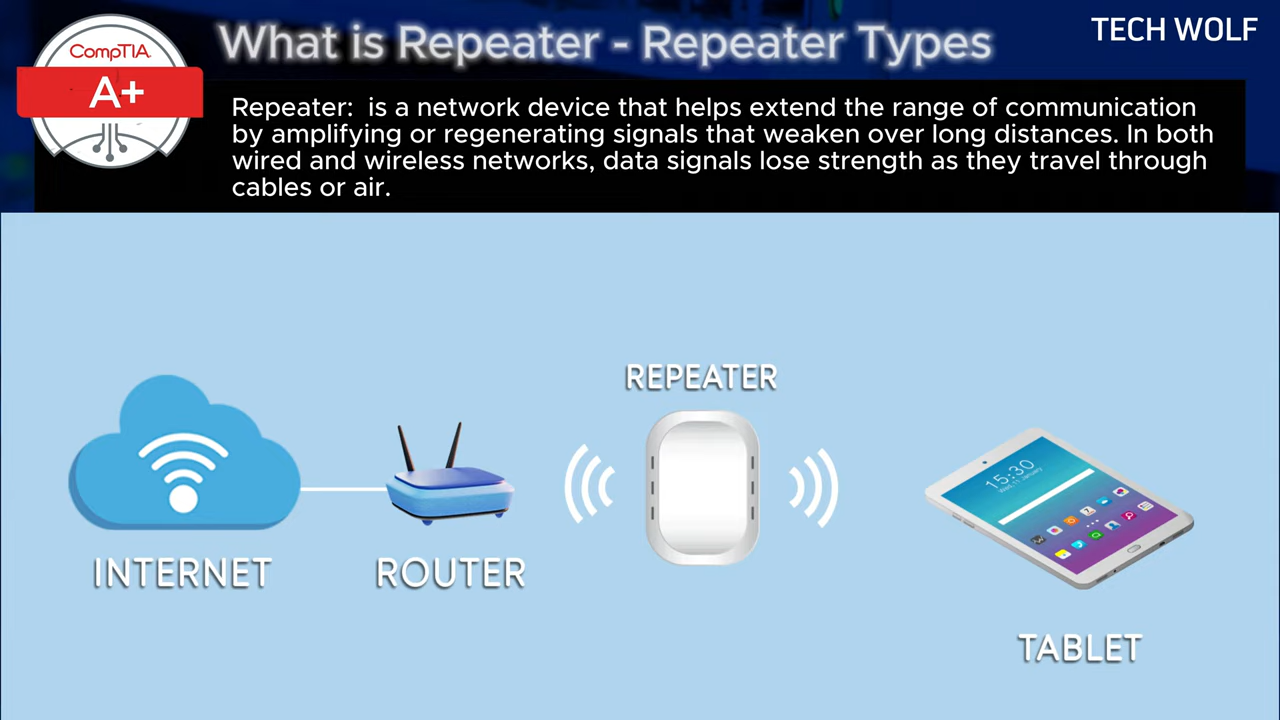 CompTIA.
A+
What is Repeater - Repeater Types
TECH WOLF
Repeater:  is a network device that helps extend the range of communication
by amplifying or regenerating signals that weaken over long distances. In both
wired and wireless networks, data signals lose strength as they travel through
cables or air.
REPEATER
15:30
INTERNET
ROUTER
TABLET